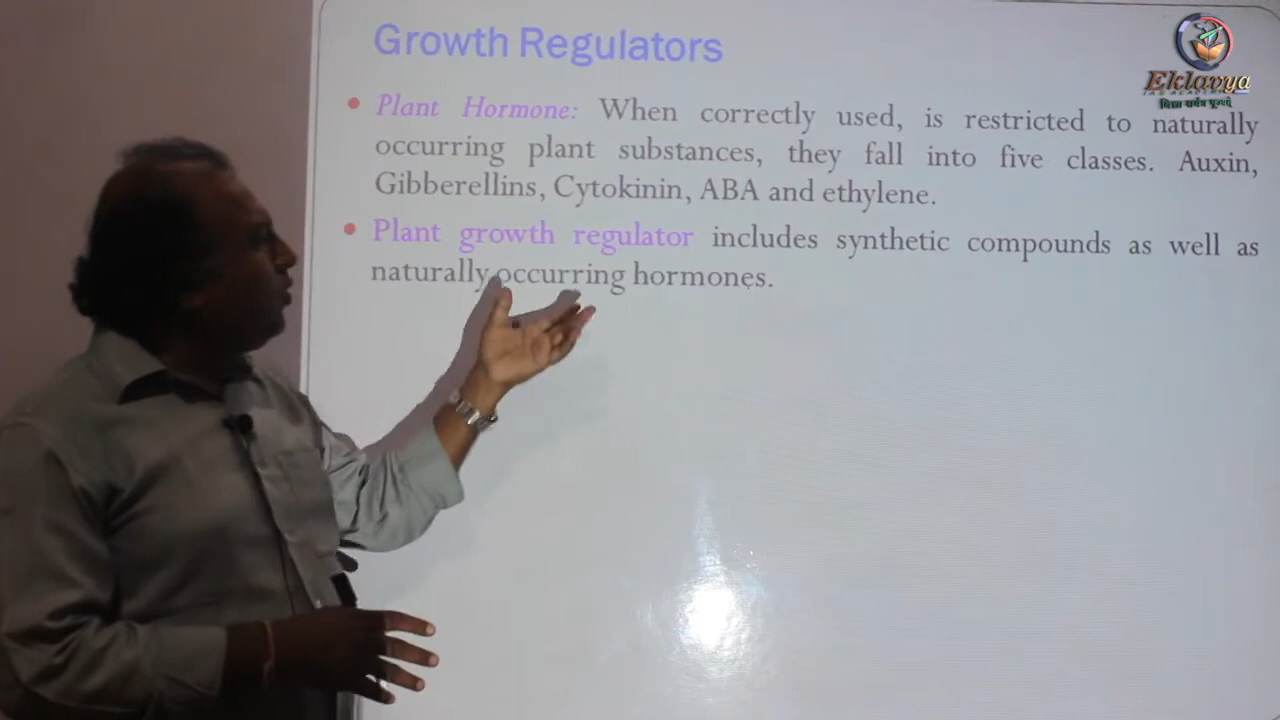 Growth Regulators
Eklavya
Plant Hormone: When correctly used, is restricted to naturally
occurring plant substances, they fall into five classes. Auxin,
Gibberellins, Cytokinin, ABA and ethylene.
Plant growth regulator includes synthetic compounds as well as
naturally occurring hormones.